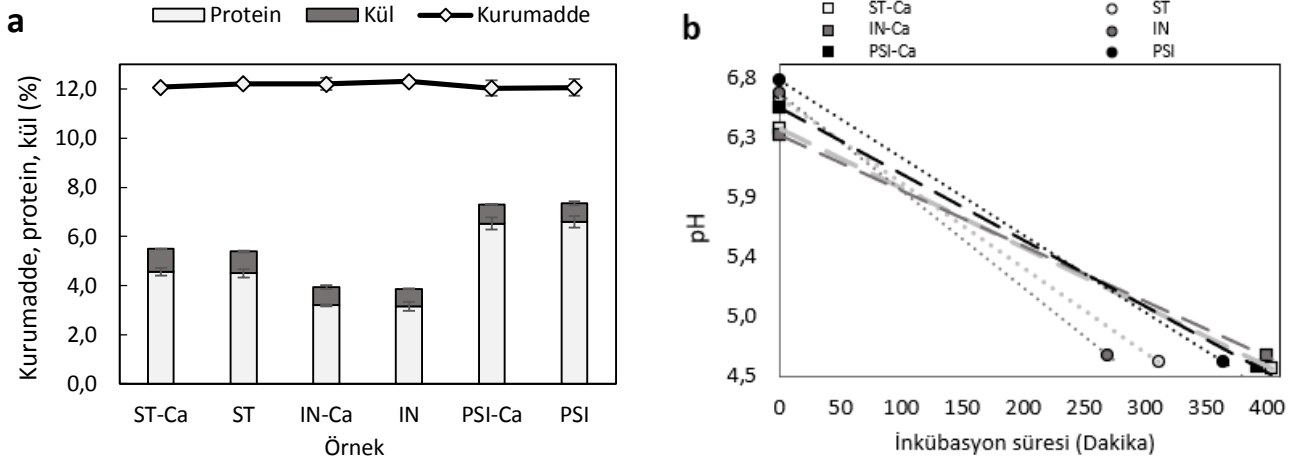 a
Protein Kül Kurumadde
Kurumadde, protein, kül (%)
12,0
10,0
8,0
6,0
4,0
2,0
0,0
ST-Ca ST IN-Ca IN PSI-Ca PSI
Örnek
b
ST-Ca ST
IN-Ca IN
PSI-Ca PSI
pH
6,8
6,3
5,9
5,4
5,0
4,5
0 50 100 150 200 250 300 350 400
İnkübasyon süresi (Dakika)